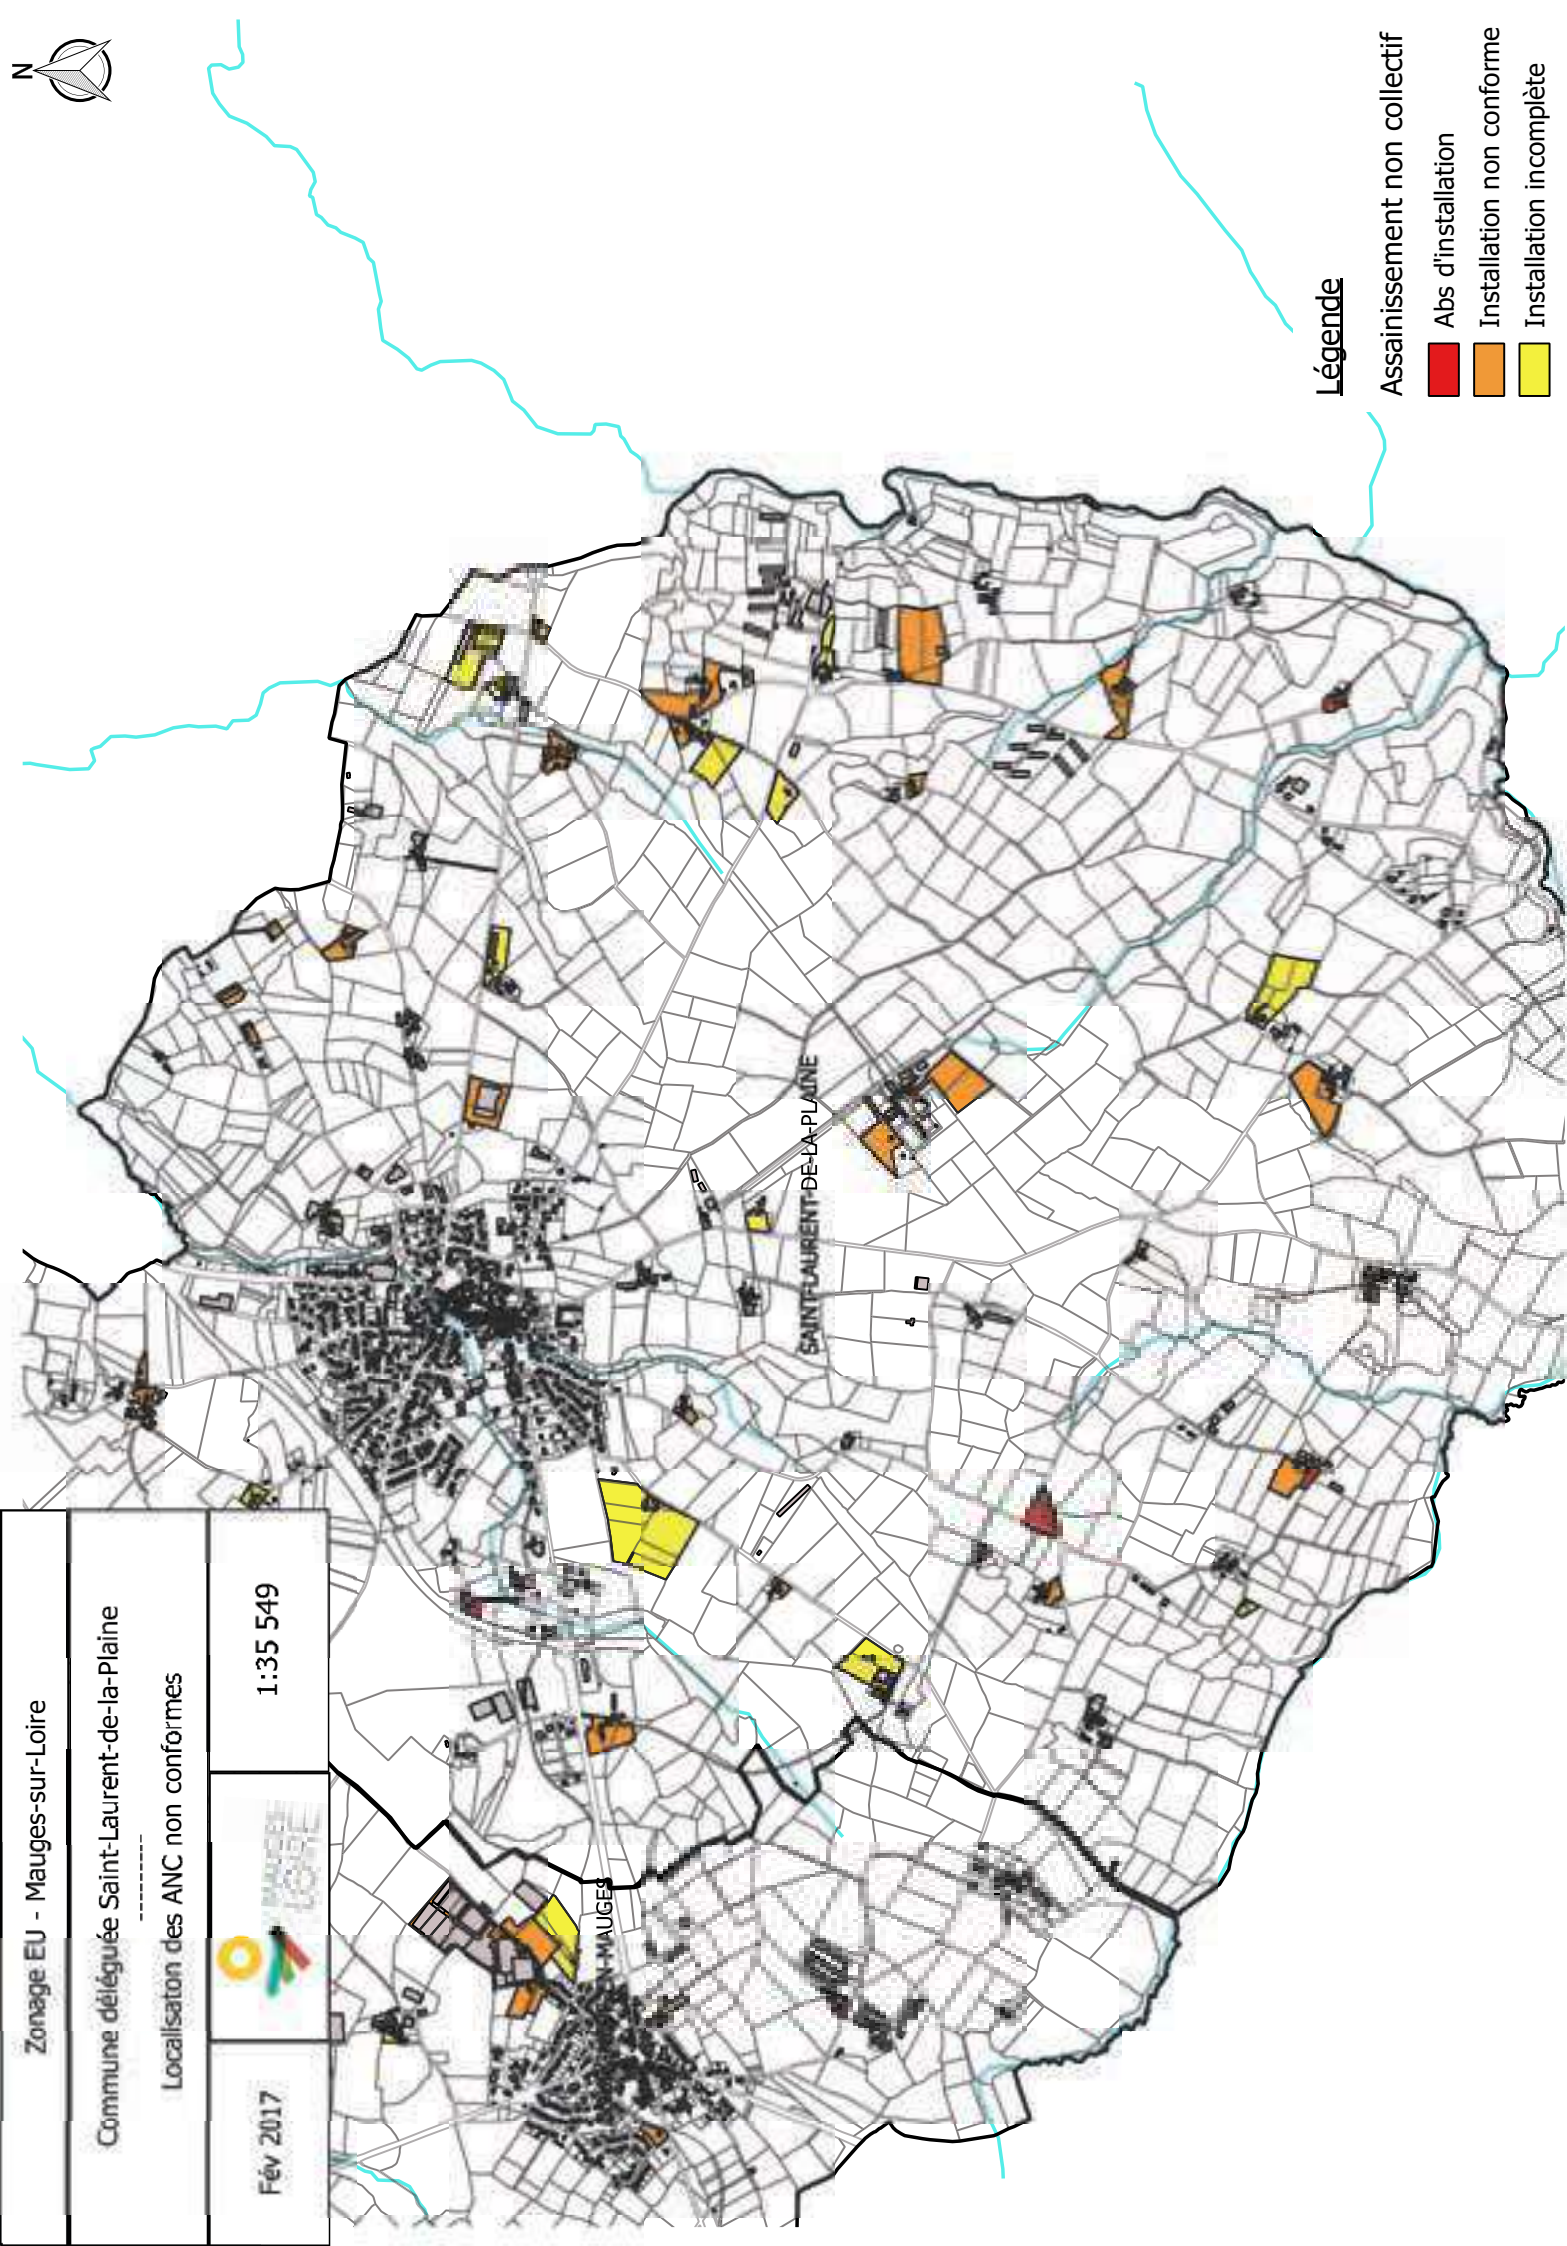 Zonage EU - Mauges-sur-Loire
Commune déléguée Saint-Laurent-de-la-Plaine
---------
Localisaton des ANC non conformes
Fév 2017
1:35 549
N
N-MAUGES
SAINT-LAURENT-DE-LA-PLAINE
Légende
Assainissement non collectif
Abs d'installation
Installation non conforme
Installation incomplète